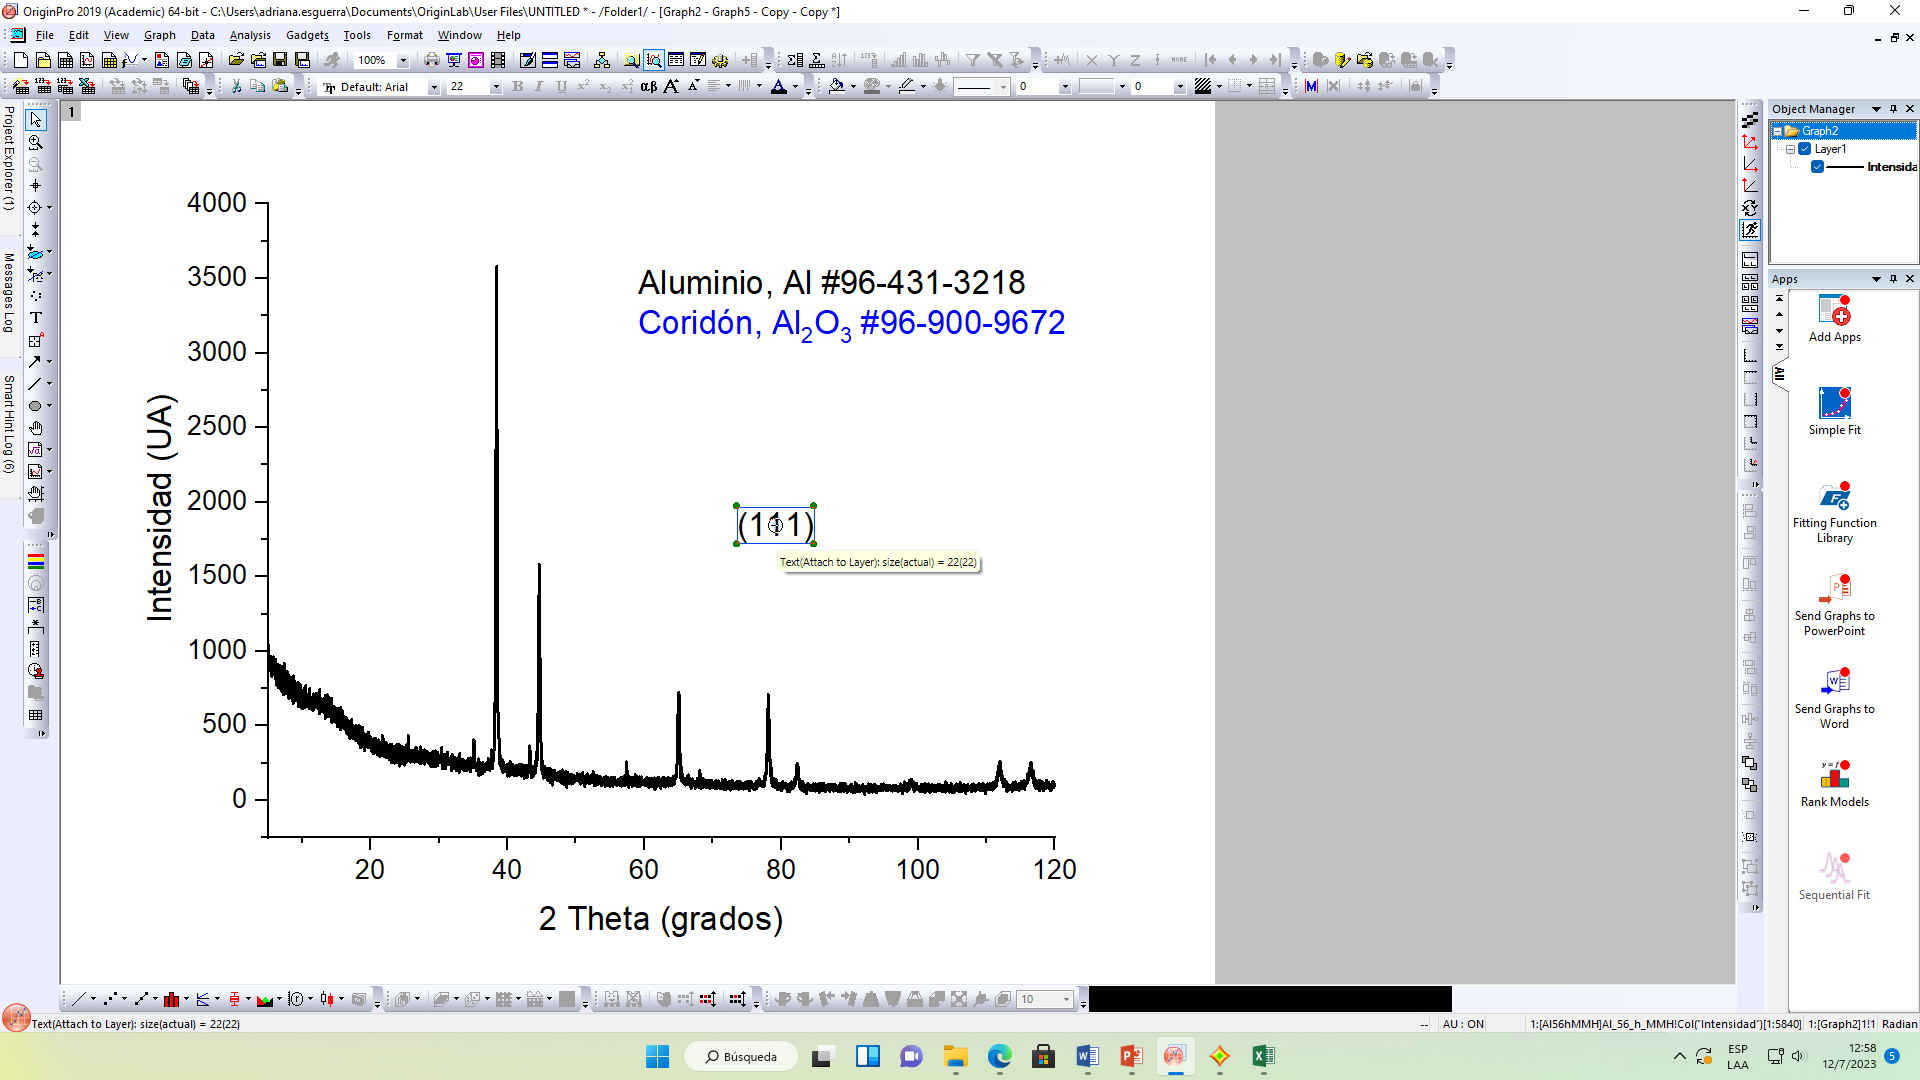 OriginPro 2019 (Academic) 64-bit - C:\Users\adriana.esguerra\Documents\OriginLab\User Files\UNTITLED * - /Folder1/ - [Graph2 - Graph5 - Copy - Copy *]
File Edit View Graph Data Analysis Gadgets Tools Format Window Help
100%
Default: Arial 22 B I U αβ A A A 0 0
Project Explorer (1)
Messages Log
Smart Hint Log (6)
1
4000
3500
3000
2500
2000
1500
1000
500
0
Intensidad (UA)
Aluminio, Al #96-431-3218
Coridón, Al2O3 #96-900-9672
(111)
Text(Attach to Layer): size(actual) = 22(22)
20 40 60 80 100 120
2 Theta (grados)
Object Manager
Graph2
Layer1
Intensida
Apps
All
Add Apps
Simple Fit
Fitting Function
Library
Send Graphs to
PowerPoint
Send Graphs to
Word
Rank Models
Sequential Fit
10
Text(Attach to Layer): size(actual) = 22(22)
-- AU : ON 1:[Al56hMMH]Al_56_h_MMH!Col("Intensidad")[1:5840] 1:[Graph2]1!1 Radian
Búsqueda
ESP
LAA
12:58
12/7/2023
5